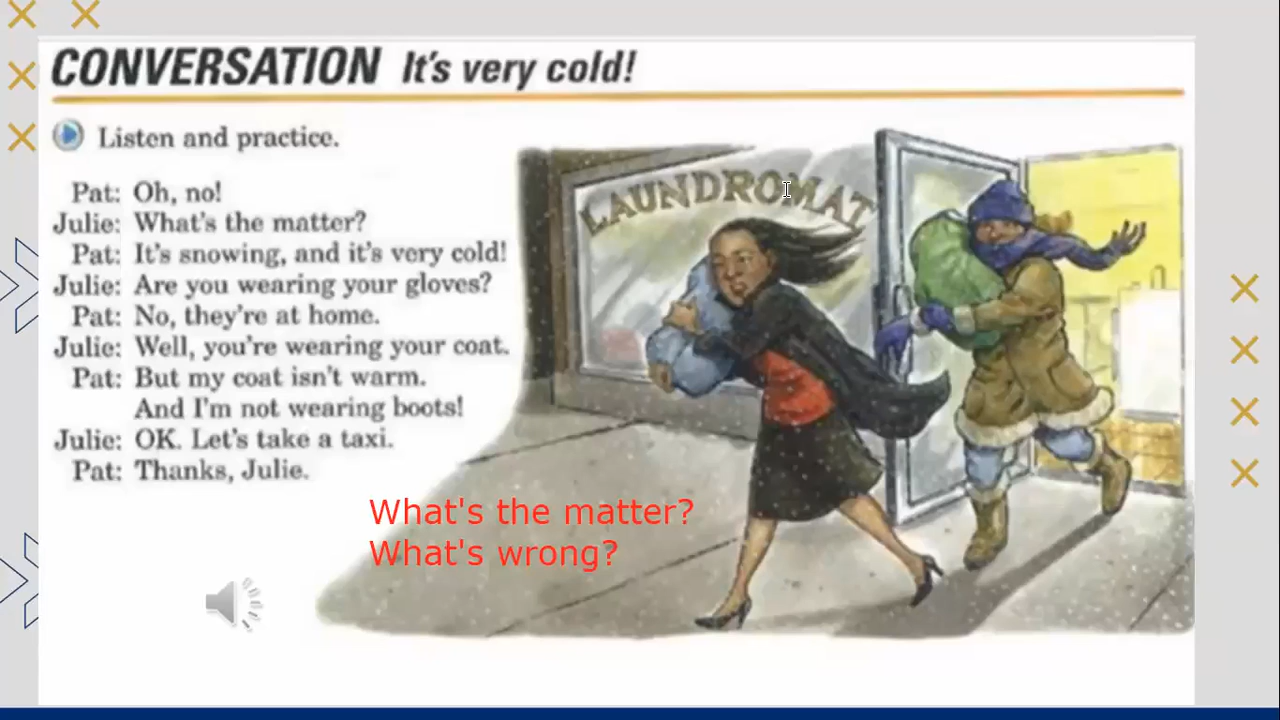 CONVERSATION It's very cold!
Listen and practice.
Pat: Oh, no!
Julie: What's the matter?
Pat: It's snowing, and it's very cold!
Julie: Are you wearing your gloves?
Pat: No, they're at home.
Julie: Well, you're wearing your coat.
Pat: But my coat isn't warm.
And I'm not wearing boots!
Julie: OK. Let's take a taxi.
Pat: Thanks, Julie.
LAUNDROMAT
What's the matter?
What's wrong?